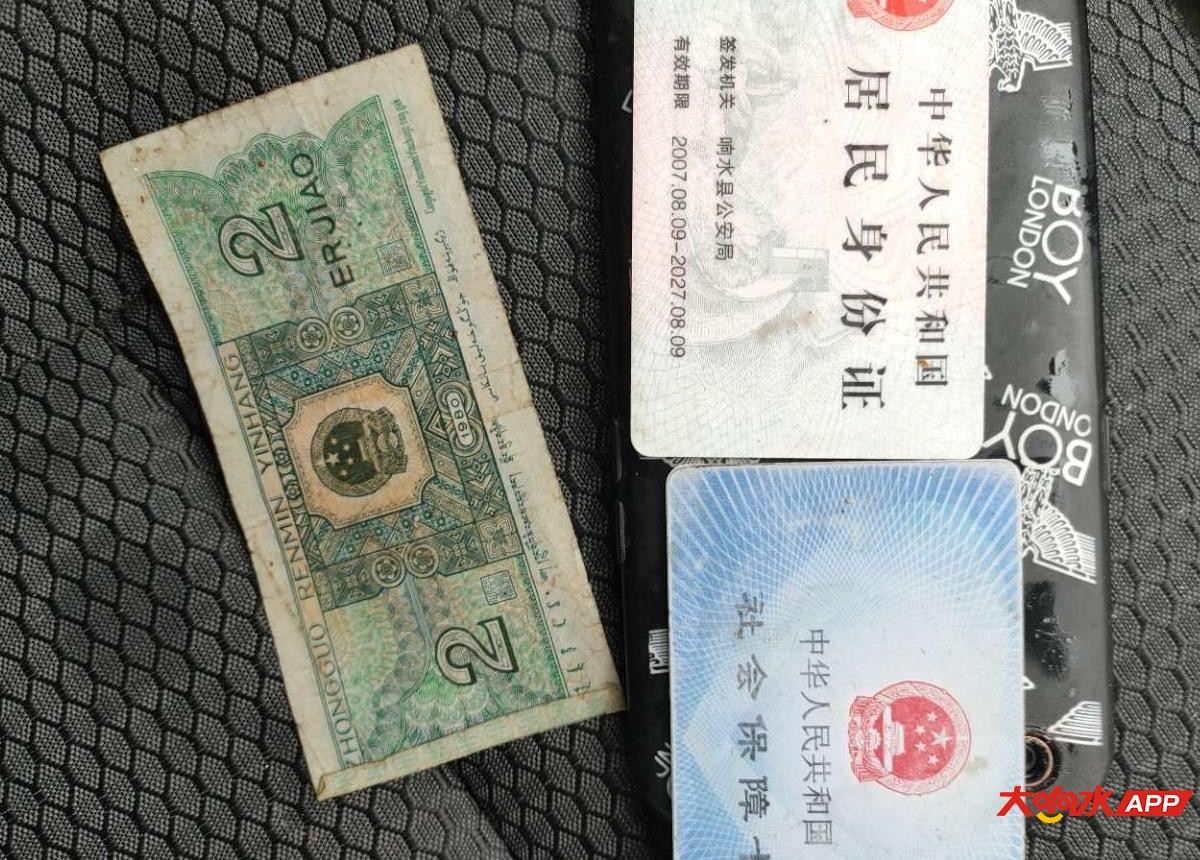 2
ERJIAO
1980
ZHONGGUO RENMIN YINHANG
2
中华人民共和国
居民身份证
签发机关 响水县公安局
有效期限 2007.08.09-2027.08.09
BOY
LONDON
BOY
LONDON
中华人民共和国
社会保障卡
大响水APP